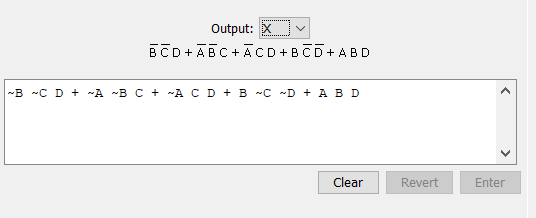 Output: X
B̅ C̅ D + A̅ B̅ C + A̅ C D + B C̅ D̅ + A B D
~B ~C D + ~A ~B C + ~A C D + B ~C ~D + A B D
Clear Revert Enter